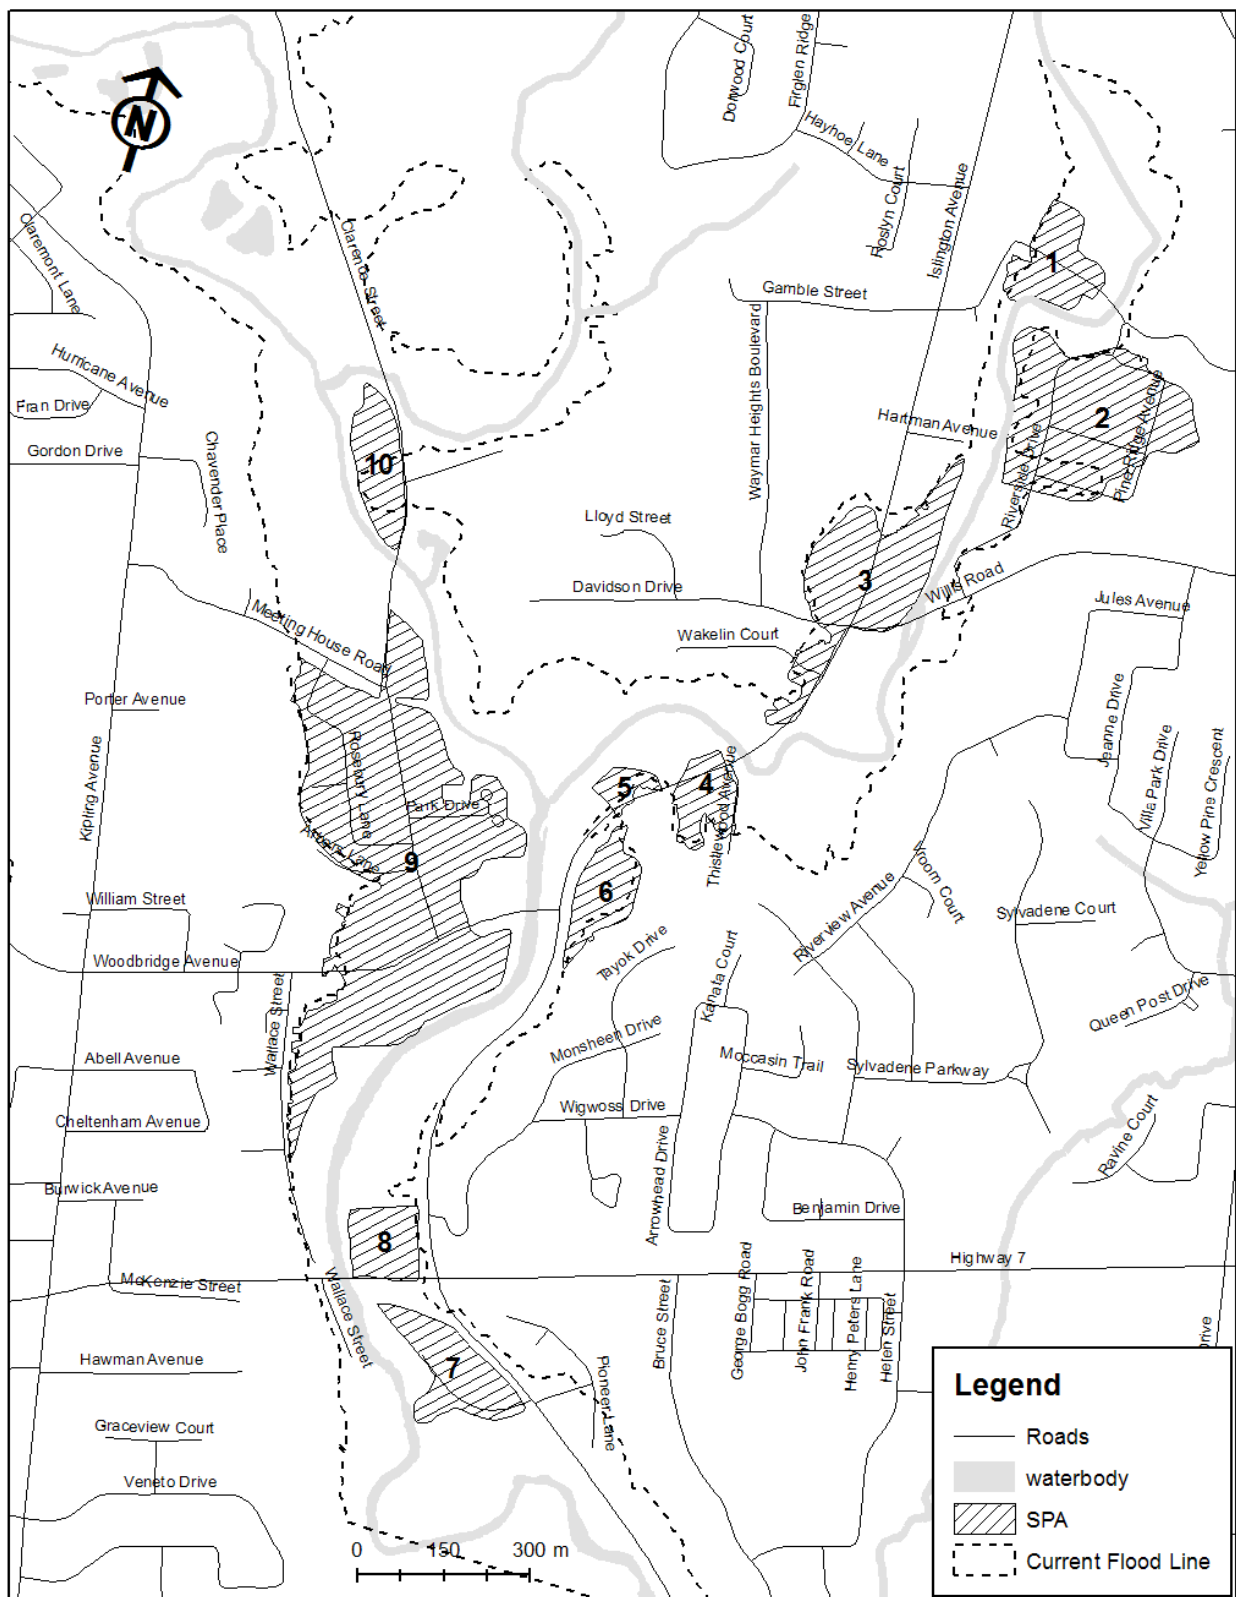 Dorwood Court
Firglen Ridge
Hayhoe Lane
N
Roslyn Court
Islington Avenue
Claremont Lane
Clarence Street
1
Gamble Street
Waymar Heights Boulevard
Hurricane Avenue
Fran Drive
Hartman Avenue
2
Pine Ridge Avenue
Riverside Drive
Gordon Drive
Chavender Place
10
Lloyd Street
3
Davidson Drive
Willis Road
Jules Avenue
Meeting House Road
Wakelin Court
Porter Avenue
Jeanne Drive
Villa Park Drive
Yellow Pine Crescent
Kipling Avenue
Rosebury Lane
Park Drive
5
4
Thistlewood Avenue
Arbors Lane
9
6
Vroom Court
William Street
Riverview Avenue
Sylvadene Court
Woodbridge Avenue
Tayok Drive
Kanata Court
Wallace Street
Queen Post Drive
Abell Avenue
Monsheen Drive
Moccasin Trail
Sylvadene Parkway
Cheltenham Avenue
Wigwoss Drive
Ravine Court
Burwick Avenue
Arrowhead Drive
Benjamin Drive
8
Highway 7
McKenzie Street
Wallace Street
Bruce Street
George Bogg Road
John Frank Road
Henry Peters Lane
Helen Street
Drive
Hawman Avenue
7
Pioneer Lane
Graceview Court
Veneto Drive
0 150 300 m
Legend
Roads
waterbody
SPA
Current Flood Line